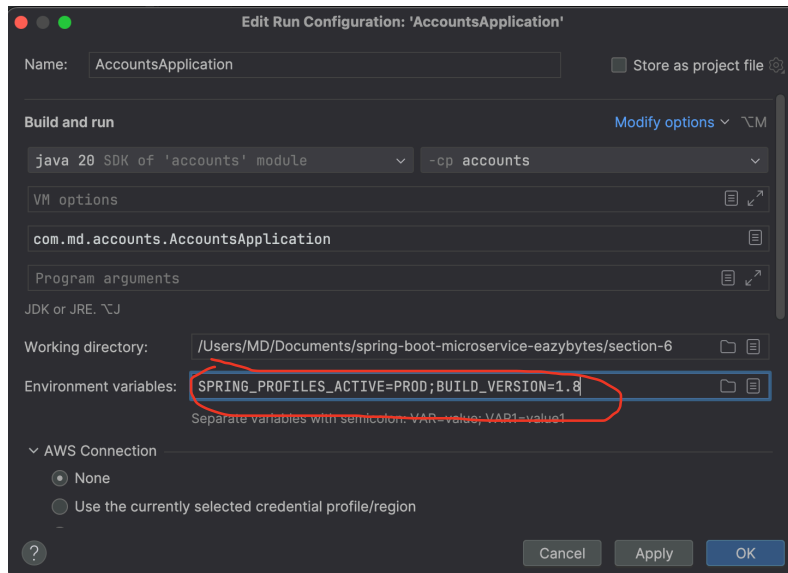 Edit Run Configuration: 'AccountsApplication'
Name: AccountsApplication Store as project file
Build and run Modify options ⌥M
java 20 SDK of 'accounts' module -cp accounts
VM options
com.md.accounts.AccountsApplication
Program arguments
JDK or JRE. ⌥J
Working directory: /Users/MD/Documents/spring-boot-microservice-eazybytes/section-6
Environment variables: SPRING_PROFILES_ACTIVE=PROD;BUILD_VERSION=1.8
Separate variables with semicolon: VAR=value; VAR1=value1
AWS Connection
None
Use the currently selected credential profile/region
? Cancel Apply OK